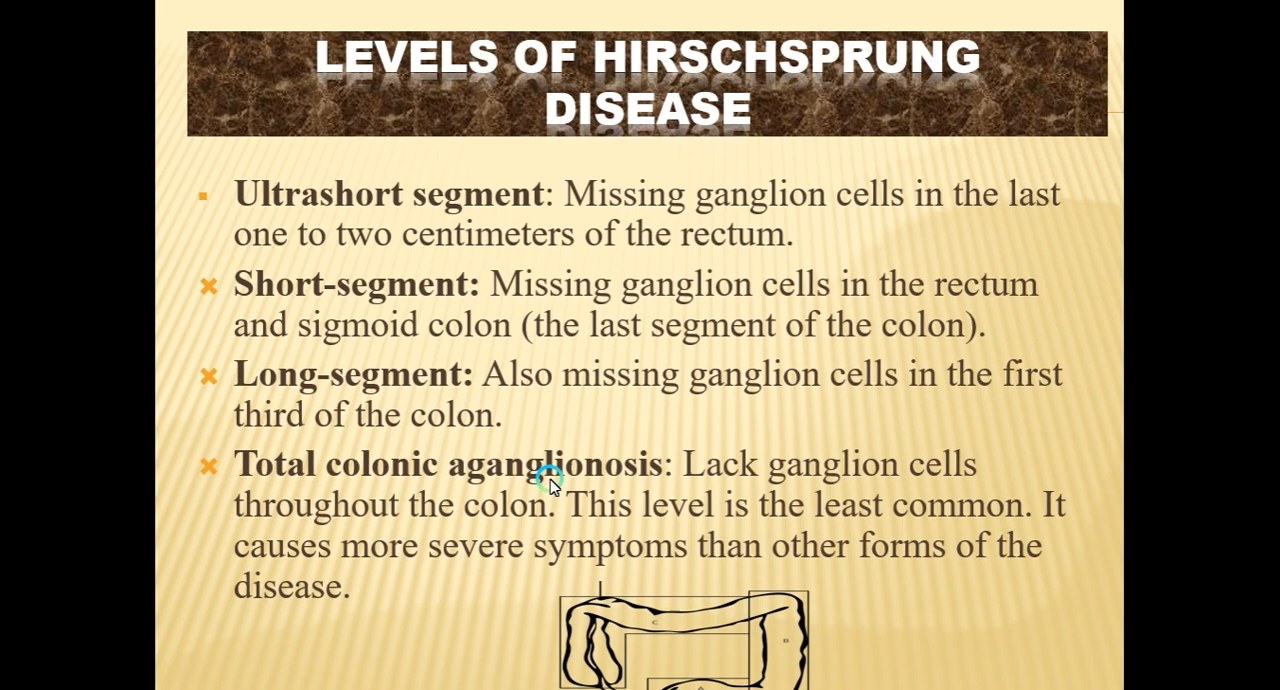 LEVELS OF HIRSCHSPRUNG
DISEASE
Ultrashort segment: Missing ganglion cells in the last
one to two centimeters of the rectum.
Short-segment: Missing ganglion cells in the rectum
and sigmoid colon (the last segment of the colon).
Long-segment: Also missing ganglion cells in the first
third of the colon.
Total colonic aganglionosis: Lack ganglion cells
throughout the colon. This level is the least common. It
causes more severe symptoms than other forms of the
disease.
C
B